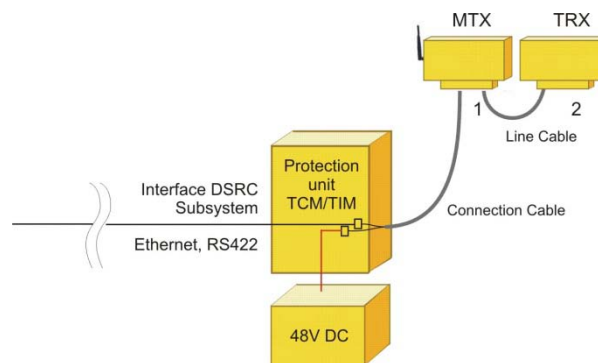 MTX
TRX
1
2
Line Cable
Protection
unit
TCM/TIM
Interface DSRC
Subsystem
Connection Cable
Ethernet, RS422
48V DC